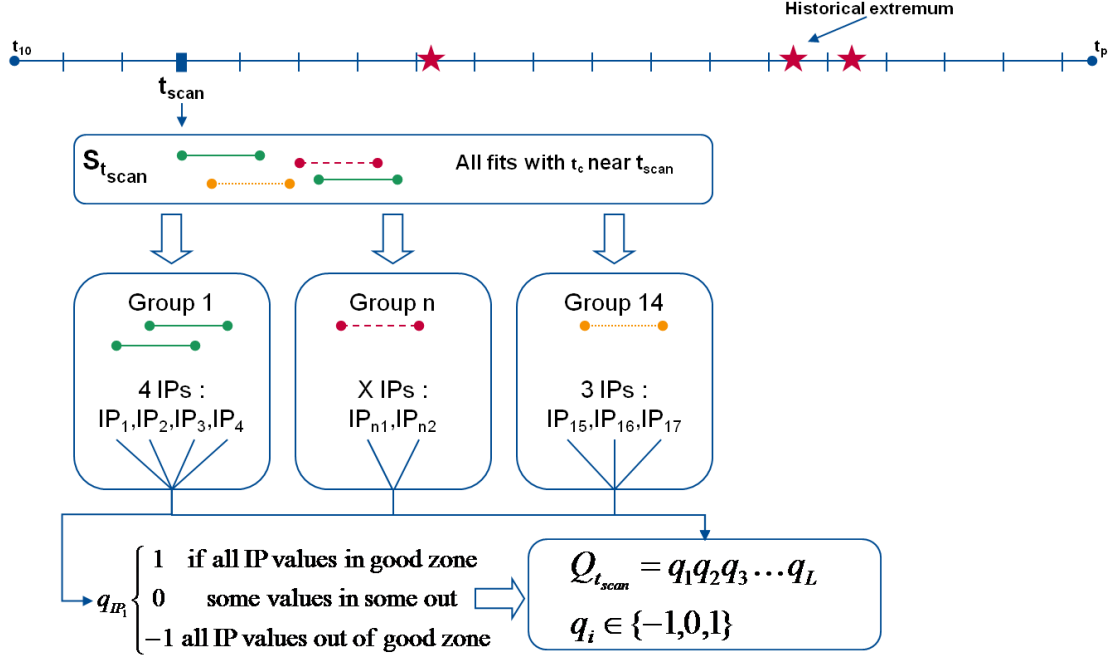 Historical extremum
t10
tp
tscan
Stscan
All fits with tc near tscan
Group 1
Group n
Group 14
4 IPs :
X IPs :
3 IPs :
IP1,IP2,IP3,IP4
IPn1,IPn2
IP15,IP16,IP17
qIP1
1 if all IP values in good zone
0 some values in some out
−1 all IP values out of good zone
Qtscan = q1q2q3…qL
qi ∈ {−1,0,1}